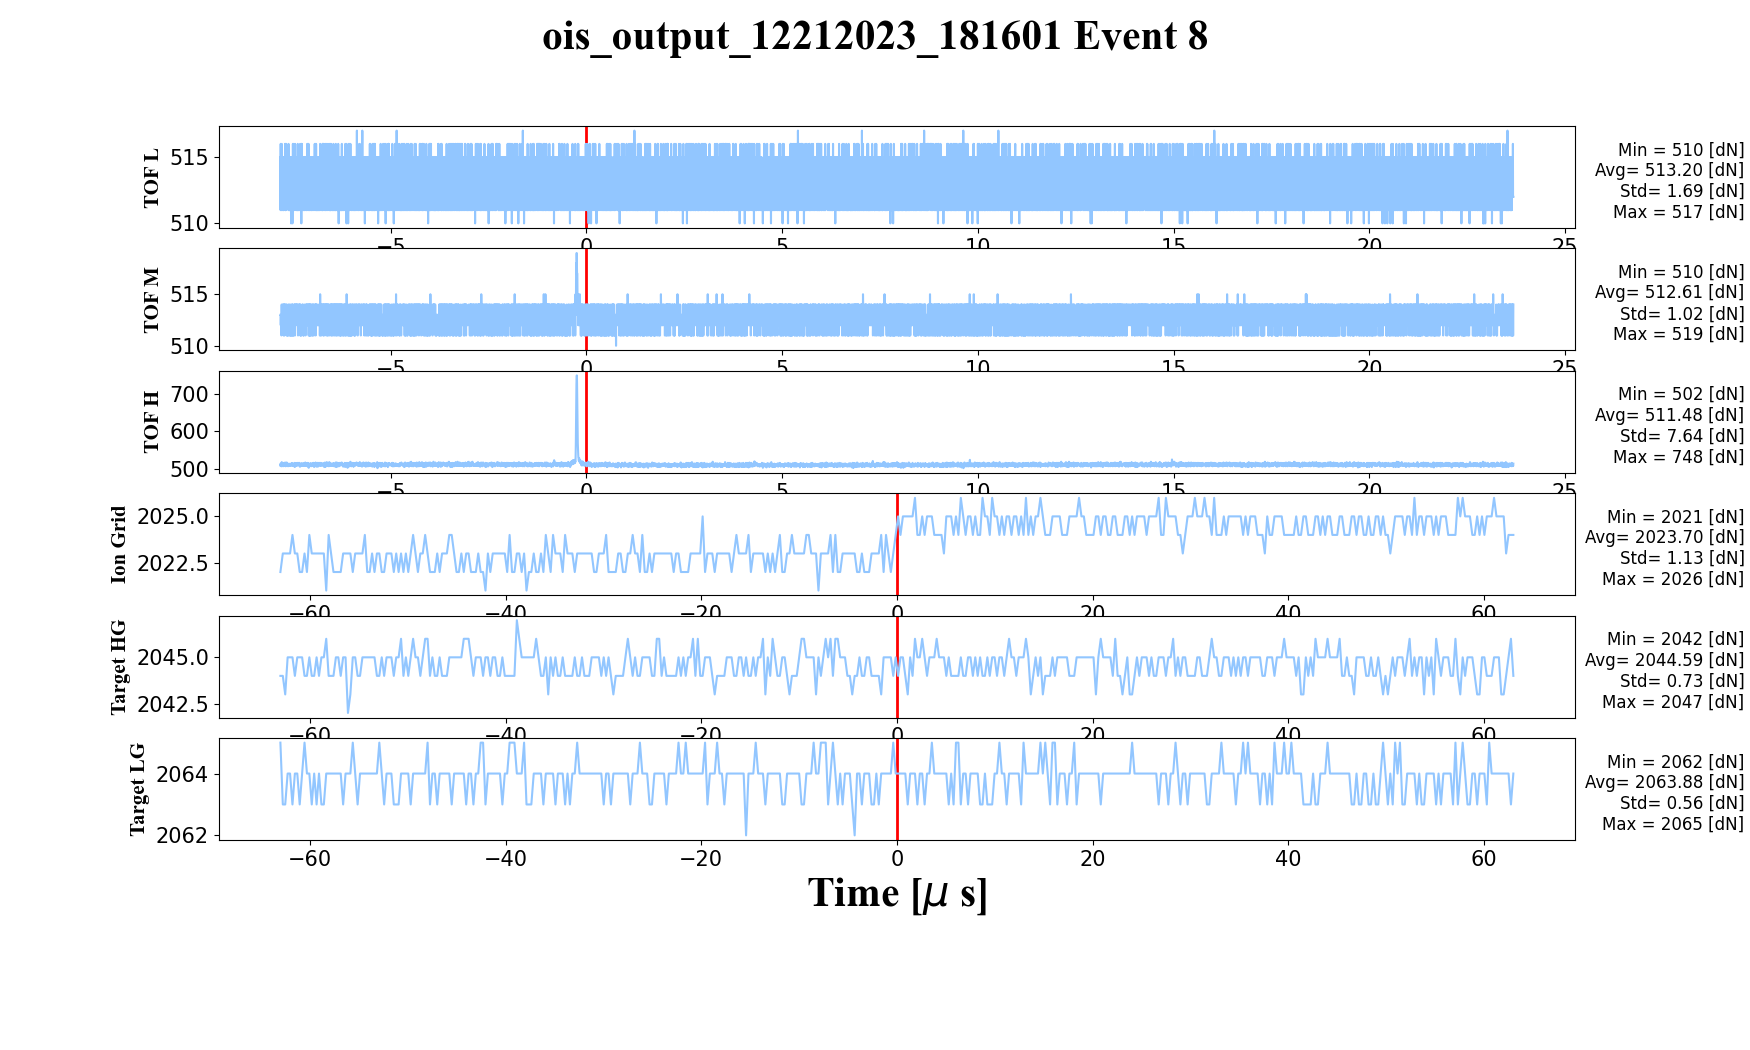 ois_output_12212023_181601 Event 8
TOF L
515
510
−5
0
5
10
15
20
25
Min = 510 [dN]
Avg= 513.20 [dN]
Std= 1.69 [dN]
Max = 517 [dN]
TOF M
515
510
−5
0
5
10
15
20
25
Min = 510 [dN]
Avg= 512.61 [dN]
Std= 1.02 [dN]
Max = 519 [dN]
TOF H
700
600
500
−5
0
5
10
15
20
25
Min = 502 [dN]
Avg= 511.48 [dN]
Std= 7.64 [dN]
Max = 748 [dN]
Ion Grid
2025.0
2022.5
−60
−40
−20
0
20
40
60
Min = 2021 [dN]
Avg= 2023.70 [dN]
Std= 1.13 [dN]
Max = 2026 [dN]
Target HG
2045.0
2042.5
−60
−40
−20
0
20
40
60
Min = 2042 [dN]
Avg= 2044.59 [dN]
Std= 0.73 [dN]
Max = 2047 [dN]
Target LG
2064
2062
−60
−40
−20
0
20
40
60
Min = 2062 [dN]
Avg= 2063.88 [dN]
Std= 0.56 [dN]
Max = 2065 [dN]
Time [μ s]